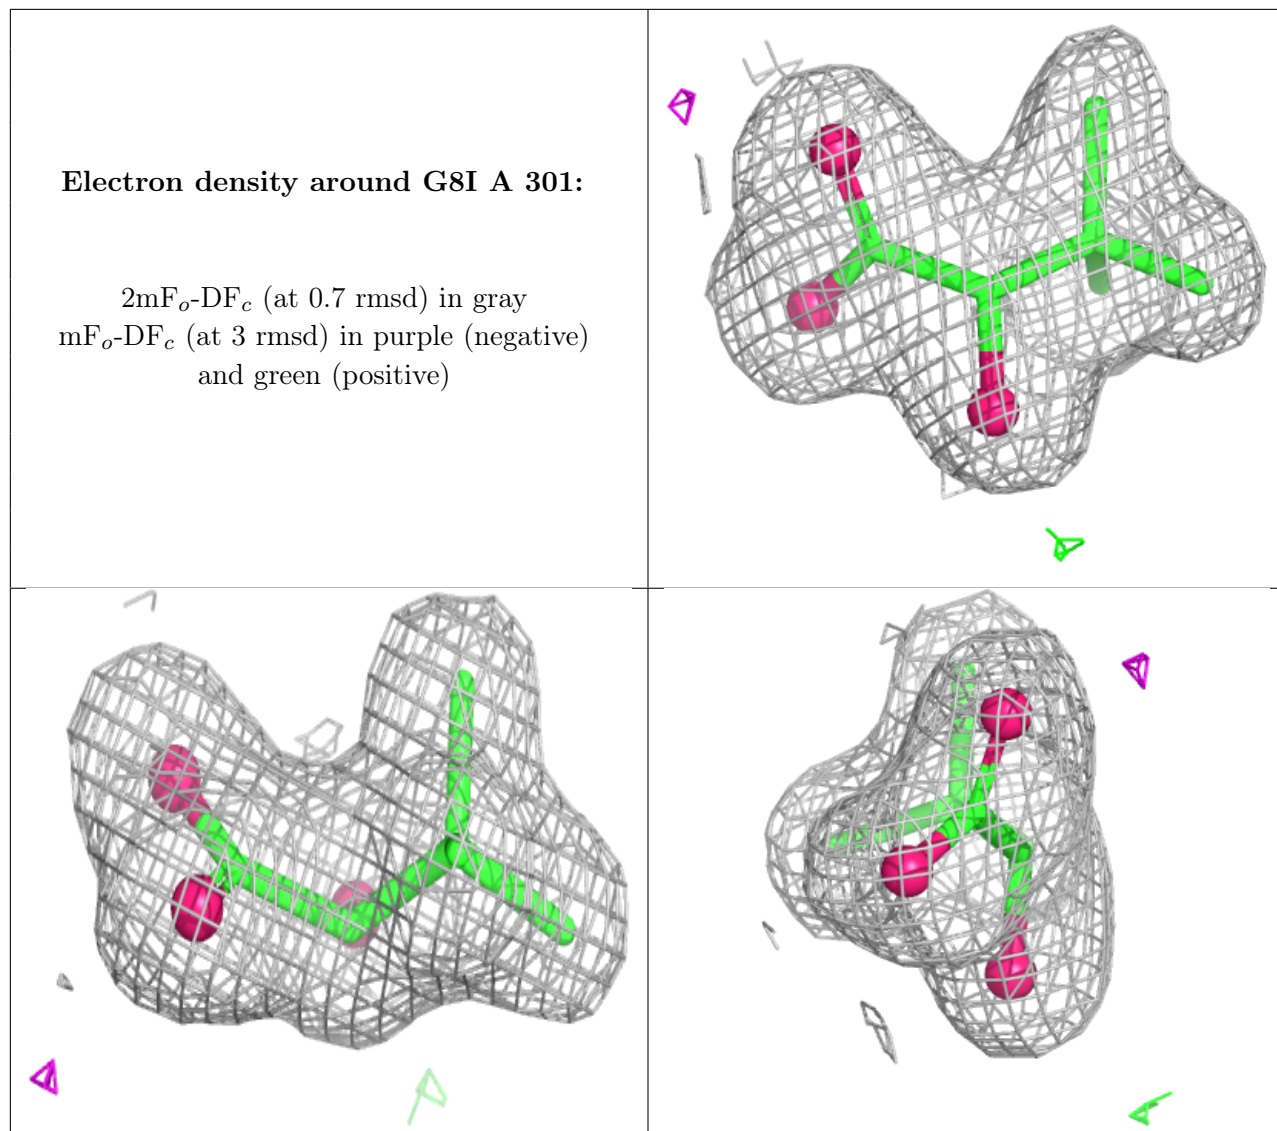 Electron density around G8I A 301:
2mFo-DFc (at 0.7 rmsd) in gray
mFo-DFc (at 3 rmsd) in purple (negative)
and green (positive)